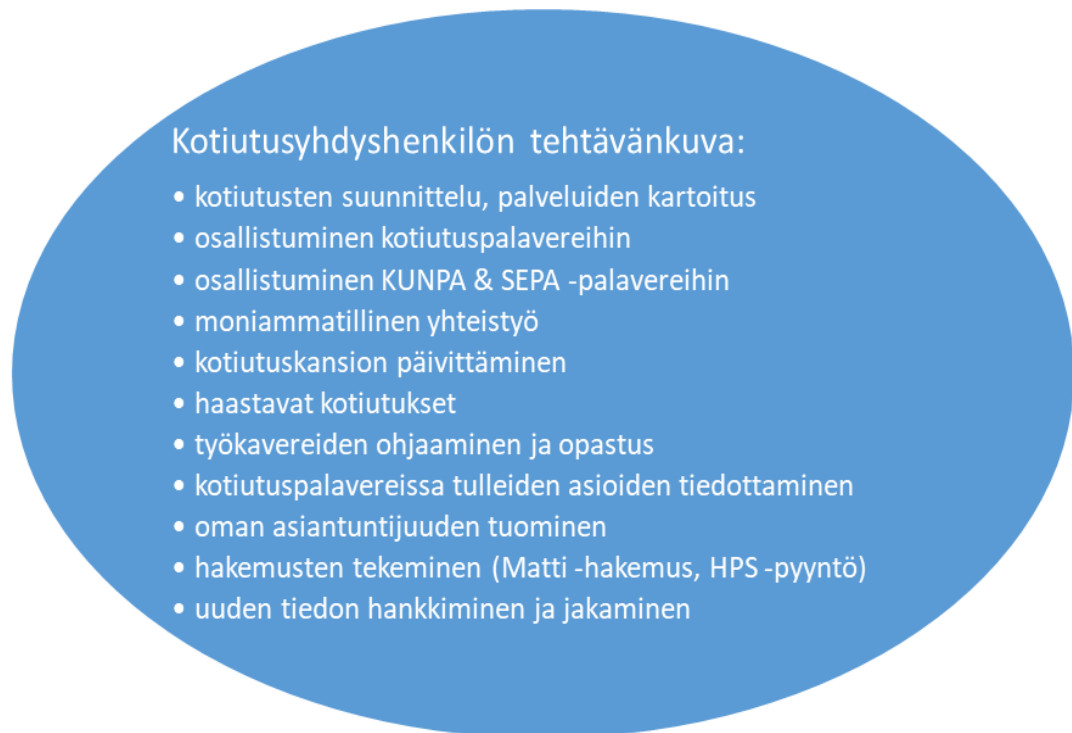 Kotiutusyhdyshenkilön tehtävänkuva:
• kotiutusten suunnittelu, palveluiden kartoitus
• osallistuminen kotiutuspalavereihin
• osallistuminen KUNPA & SEPA -palavereihin
• moniammatillinen yhteistyö
• kotiutuskansion päivittäminen
• haastavat kotiutukset
• työkavereiden ohjaaminen ja opastus
• kotiutuspalavereissa tulleiden asioiden tiedottaminen
• oman asiantuntijuuden tuominen
• hakemusten tekeminen (Matti -hakemus, HPS -pyyntö)
• uuden tiedon hankkiminen ja jakaminen